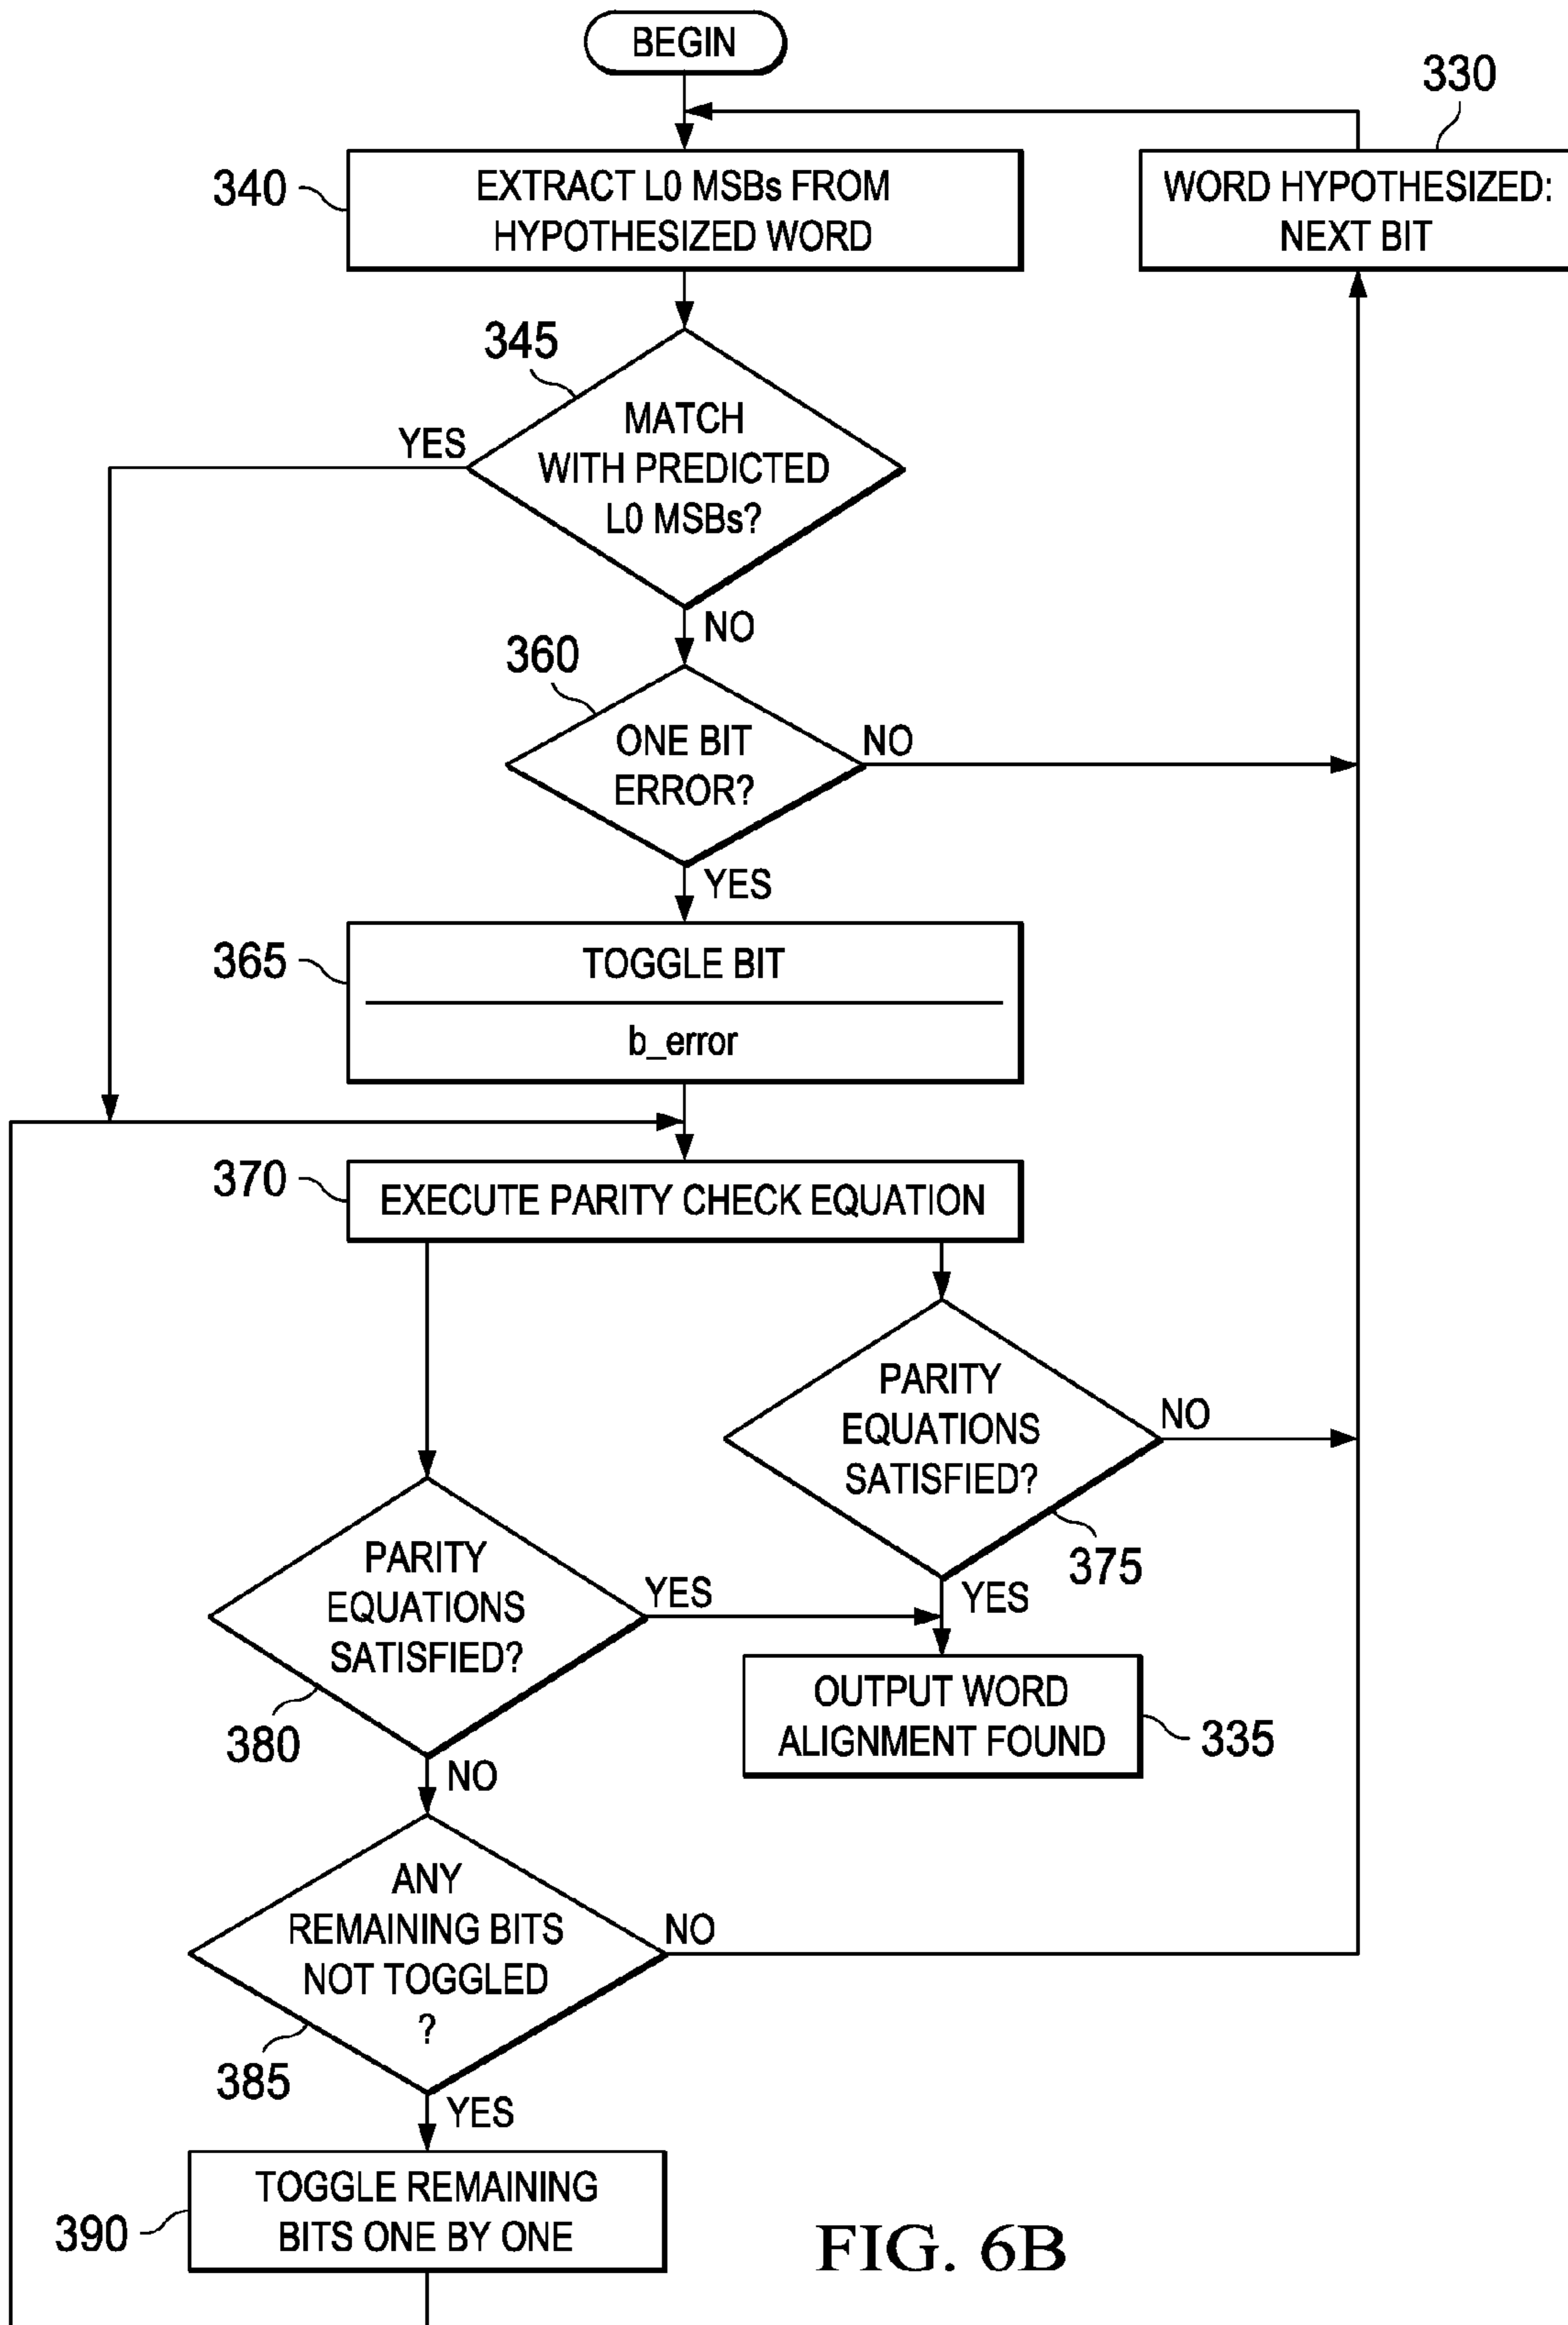 BEGIN
330
340
EXTRACT L0 MSBs FROM
HYPOTHESIZED WORD
WORD HYPOTHESIZED:
NEXT BIT
345
MATCH
WITH PREDICTED
L0 MSBs?
YES
NO
360
ONE BIT
ERROR?
NO
YES
365
TOGGLE BIT
b_error
370
EXECUTE PARITY CHECK EQUATION
PARITY
EQUATIONS
SATISFIED?
NO
375
YES
PARITY
EQUATIONS
SATISFIED?
YES
380
NO
OUTPUT WORD
ALIGNMENT FOUND
335
ANY
REMAINING BITS
NOT TOGGLED
?
NO
385
YES
390
TOGGLE REMAINING
BITS ONE BY ONE
FIG. 6B